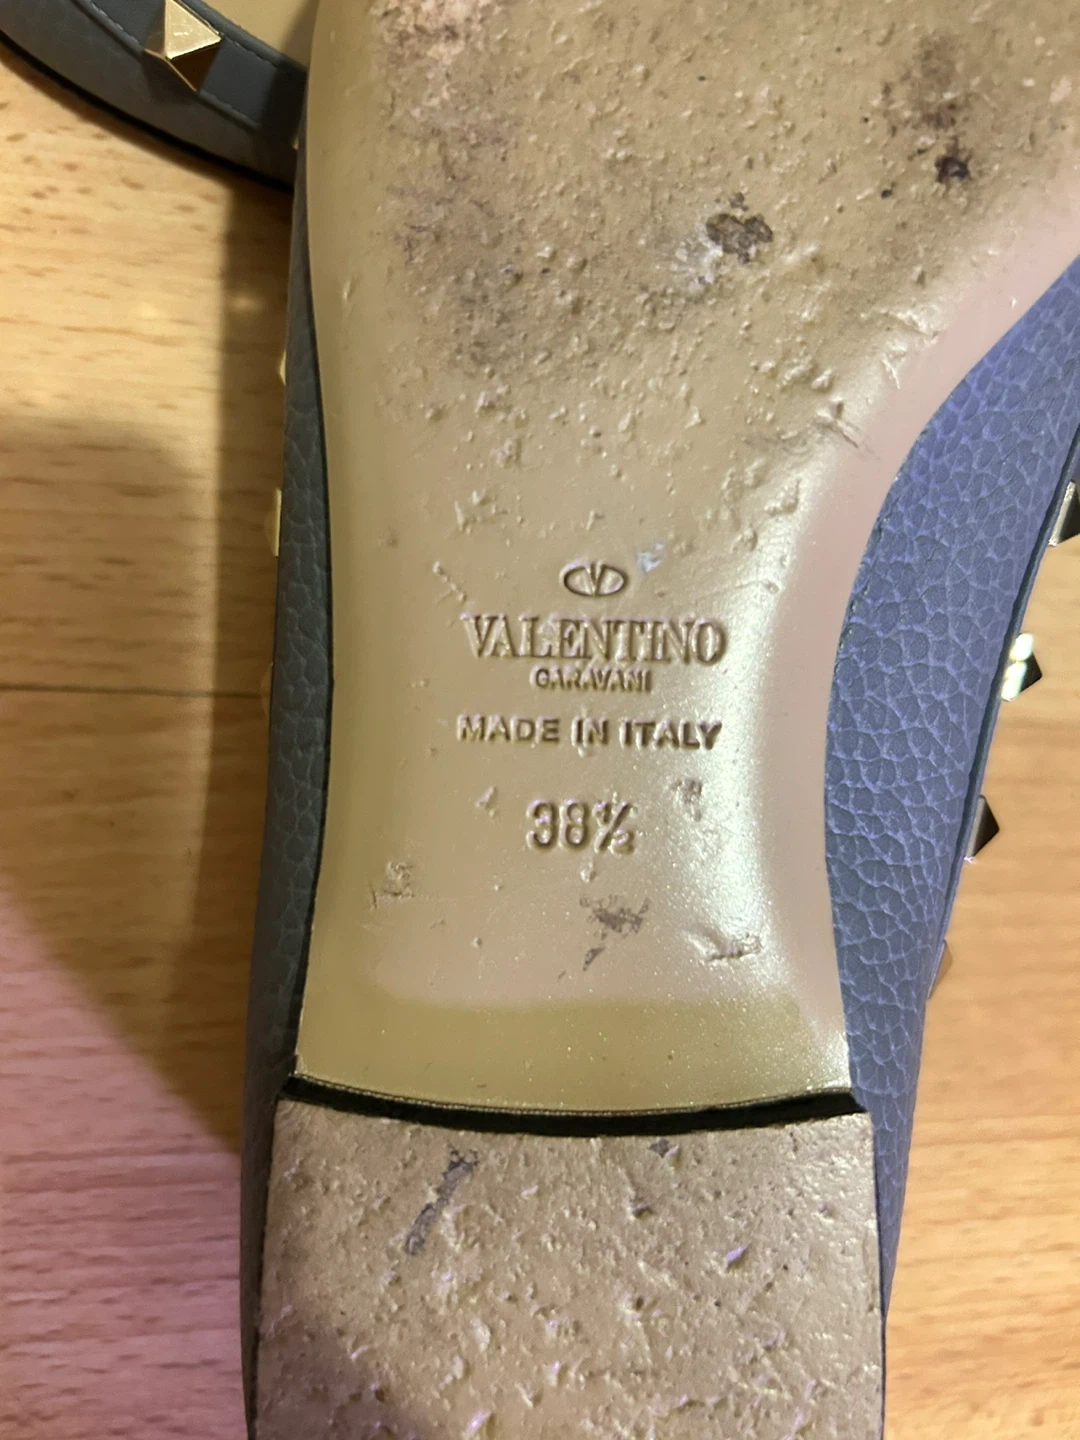 VALENTINO
GARAVANI
MADE IN ITALY
38½